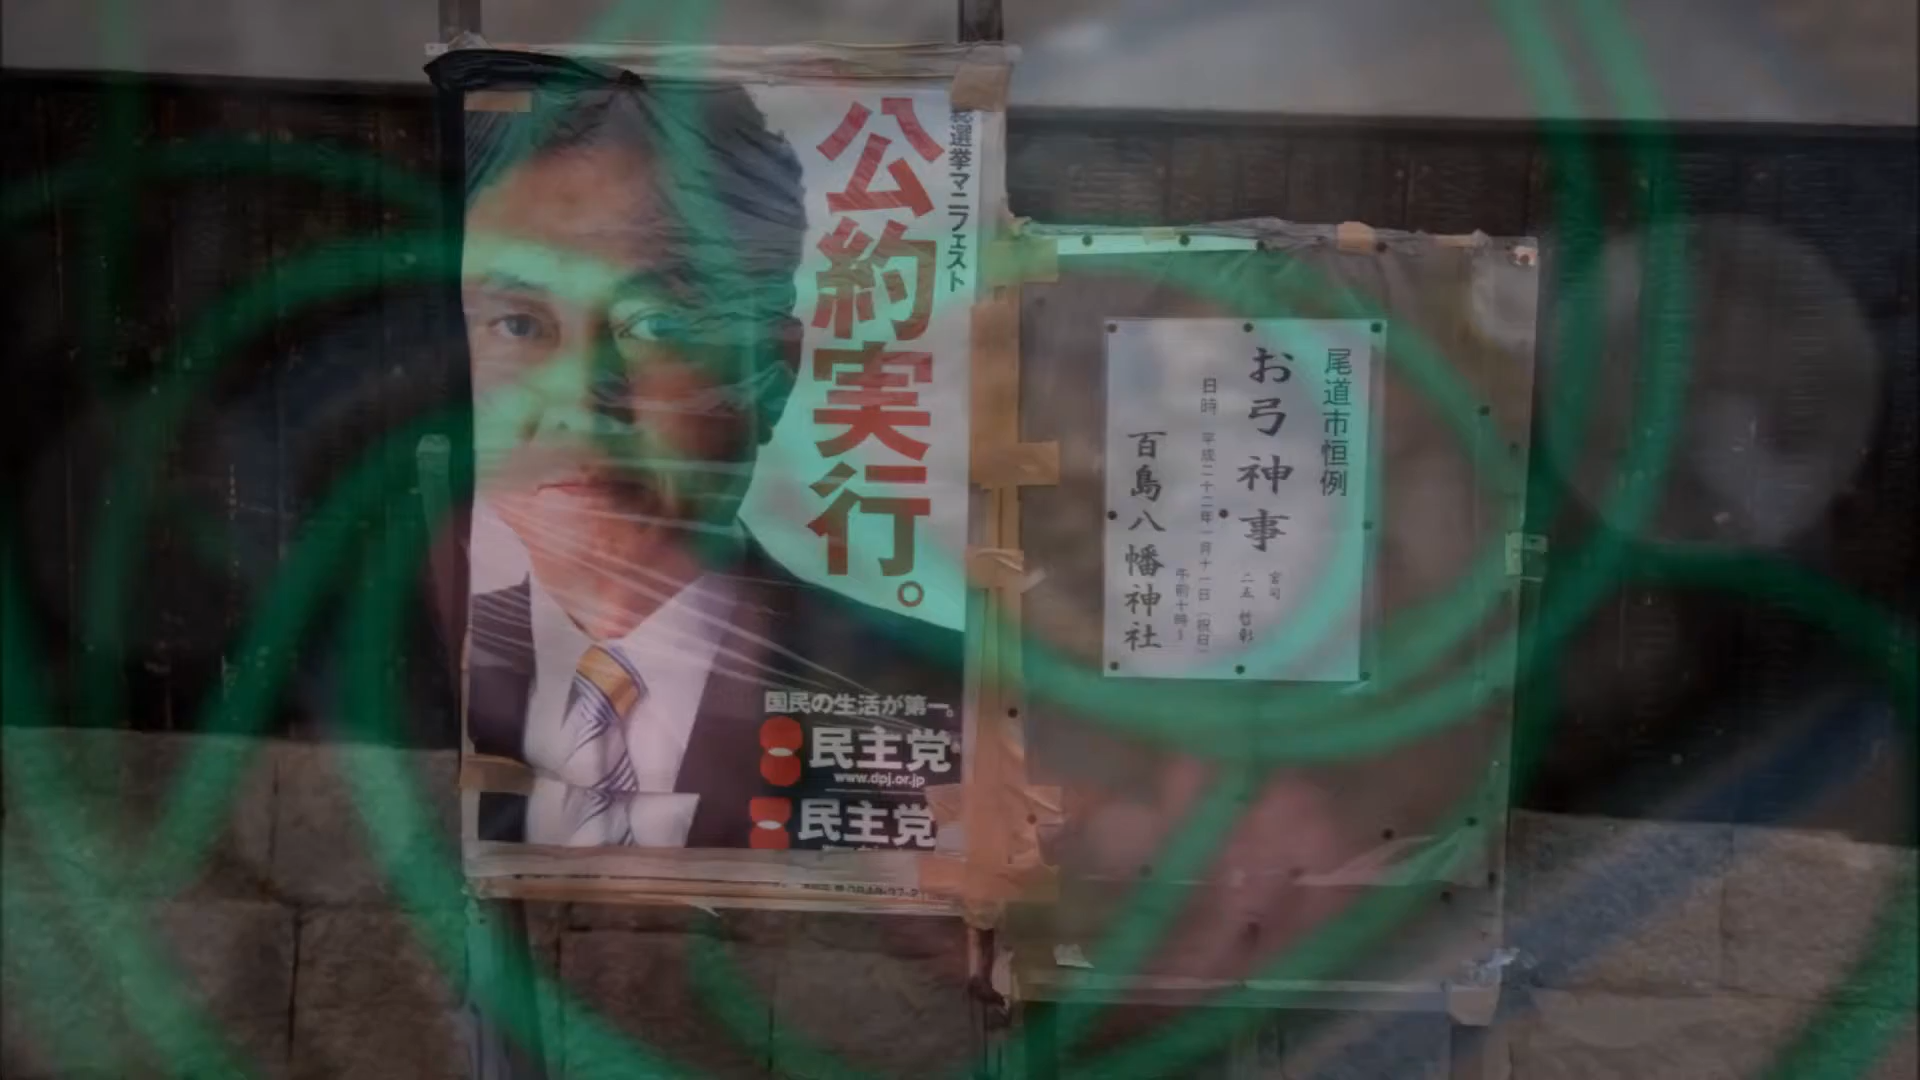 総選挙マニフェスト
公約実行。
国民の生活が第一。
民主党
www.dpj.or.jp
民主党
尾道市恒例
お弓神事
宮司
二五 哲彰
日時 平成二十二年一月十一日(祝日)
午前十時〜
百島八幡神社